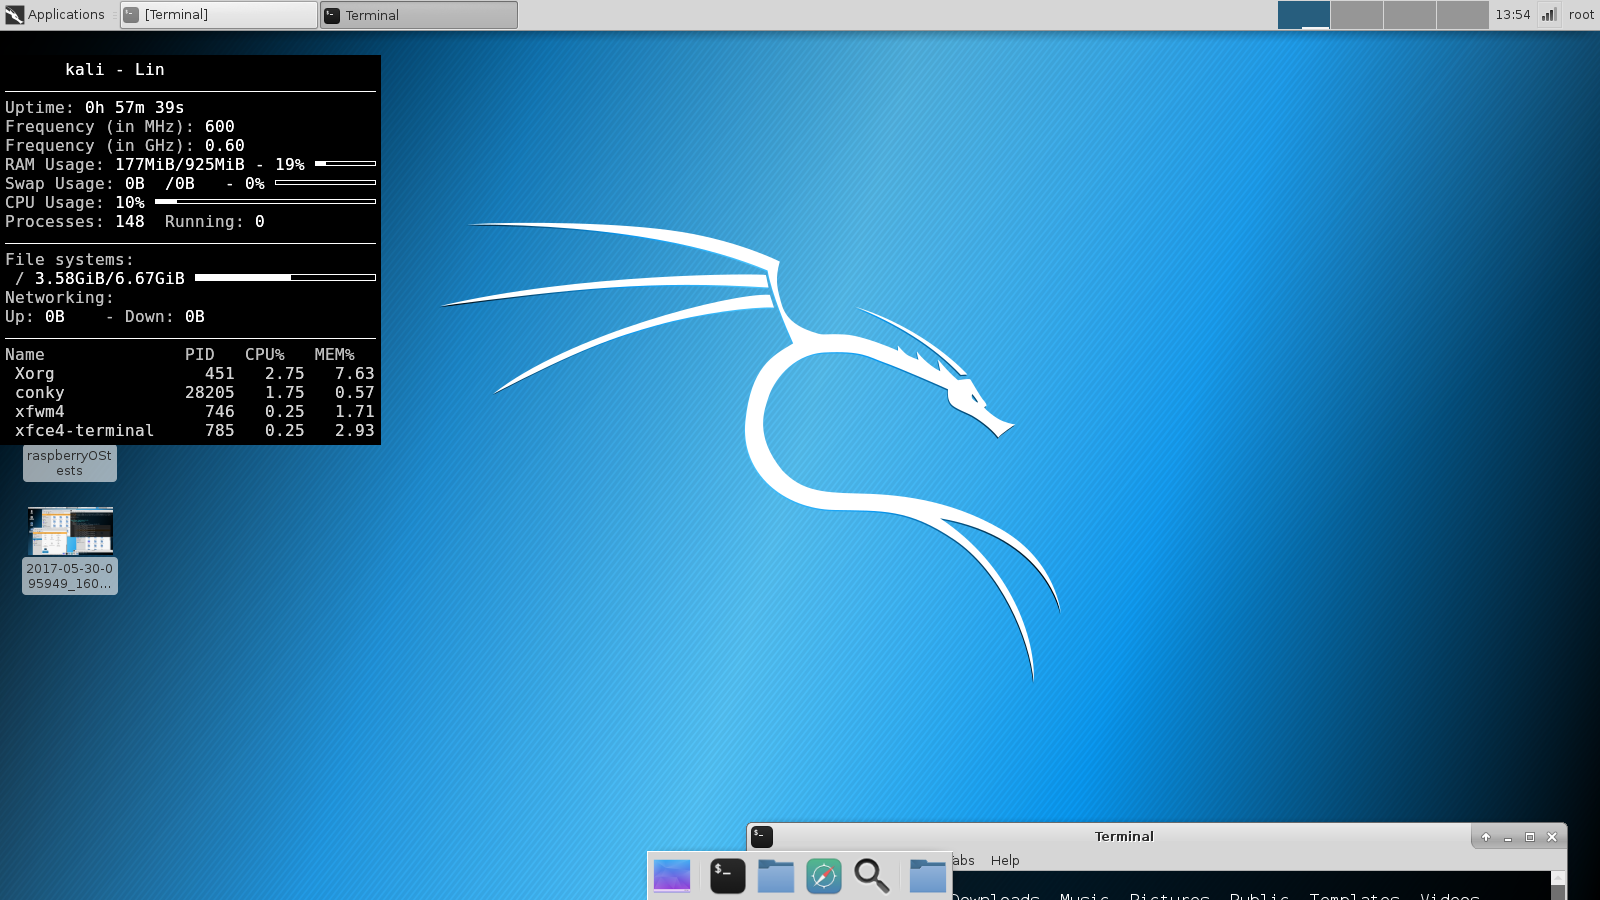 Applications [Terminal] Terminal 13:54 root
kali - Lin
Uptime: 0h 57m 39s
Frequency (in MHz): 600
Frequency (in GHz): 0.60
RAM Usage: 177MiB/925MiB - 19%
Swap Usage: 0B /0B - 0%
CPU Usage: 10%
Processes: 148 Running: 0
File systems:
/ 3.58GiB/6.67GiB
Networking:
Up: 0B - Down: 0B
Name PID CPU% MEM%
Xorg 451 2.75 7.63
conky 28205 1.75 0.57
xfwm4 746 0.25 1.71
xfce4-terminal 785 0.25 2.93
raspberryOSt
ests
2017-05-30-0
95949_160...
Terminal
abs Help
$_
Downloads Music Pictures Public Templates Videos